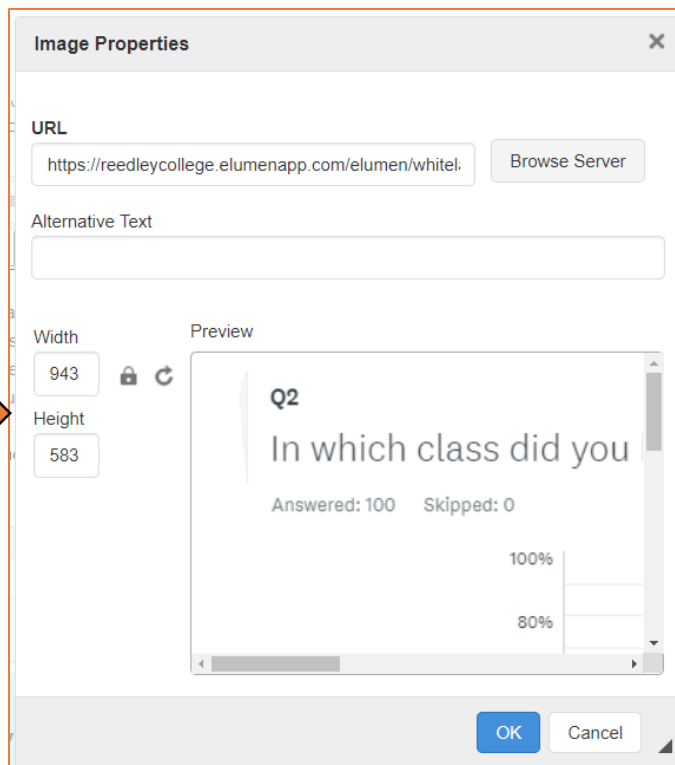 Image Properties
URL
https://reedleycollege.elumenapp.com/elumen/whitel
Browse Server
Alternative Text
Width
Preview
943
Q2
Height
In which class did you
583
Answered: 100 Skipped: 0
100%
80%
OK Cancel